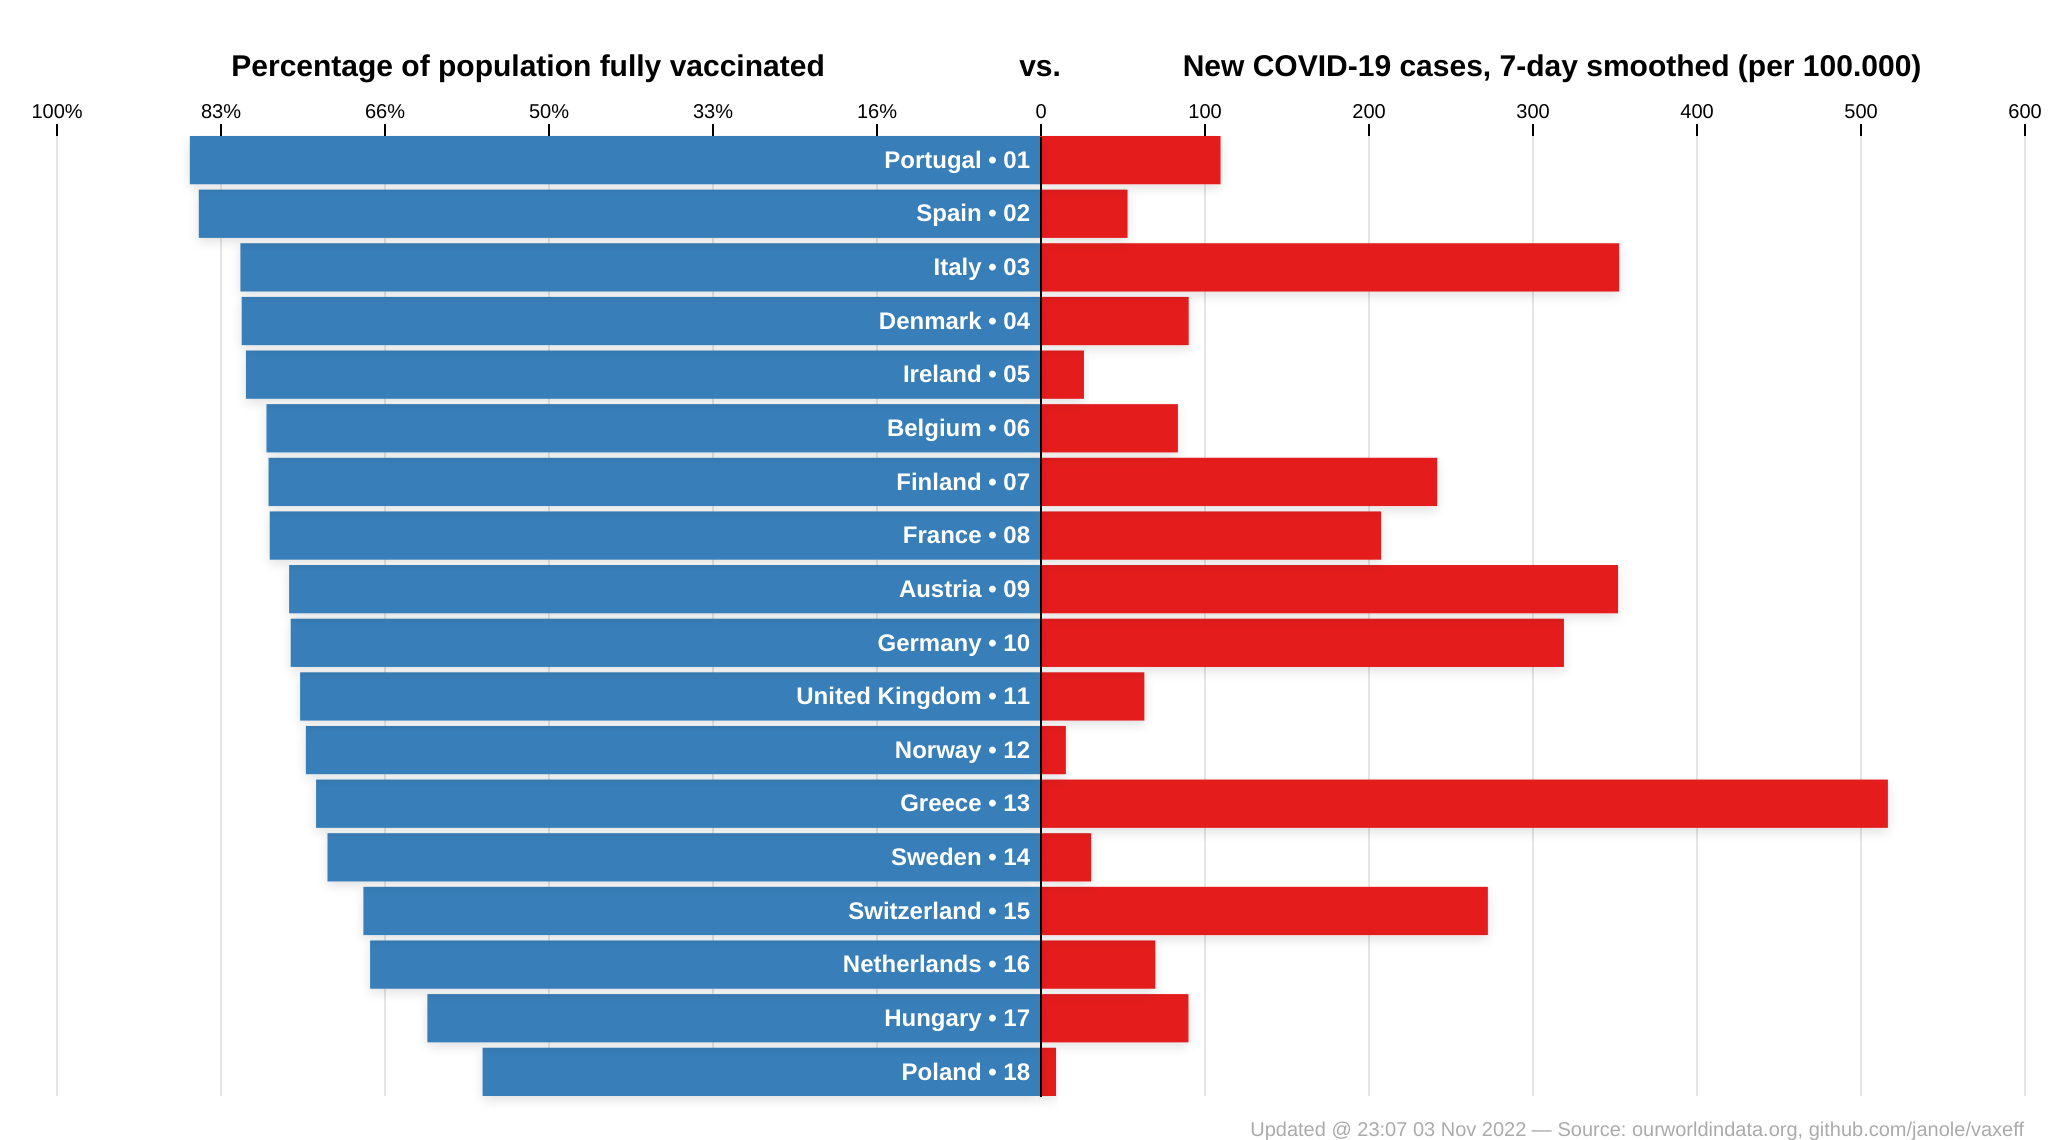 Percentage of population fully vaccinated vs. New COVID-19 cases, 7-day smoothed (per 100.000)
100% 83% 66% 50% 33% 16% 0 100 200 300 400 500 600
Portugal • 01
Spain • 02
Italy • 03
Denmark • 04
Ireland • 05
Belgium • 06
Finland • 07
France • 08
Austria • 09
Germany • 10
United Kingdom • 11
Norway • 12
Greece • 13
Sweden • 14
Switzerland • 15
Netherlands • 16
Hungary • 17
Poland • 18
Updated @ 23:07 03 Nov 2022 — Source: ourworldindata.org, github.com/janole/vaxeff